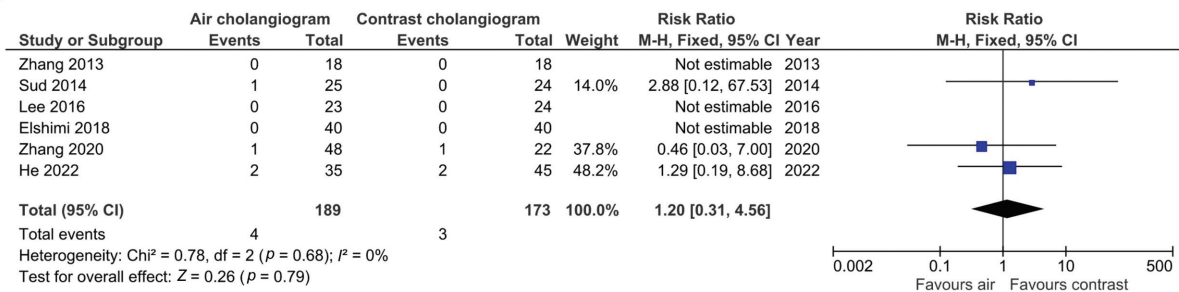 Air cholangiogram Contrast cholangiogram Risk Ratio Risk Ratio
Study or Subgroup Events Total Events Total Weight M-H, Fixed, 95% CI Year M-H, Fixed, 95% CI
Zhang 2013 0 18 0 18 Not estimable 2013
Sud 2014 1 25 0 24 14.0% 2.88 [0.12, 67.53] 2014
Lee 2016 0 23 0 24 Not estimable 2016
Elshimi 2018 0 40 0 40 Not estimable 2018
Zhang 2020 1 48 1 22 37.8% 0.46 [0.03, 7.00] 2020
He 2022 2 35 2 45 48.2% 1.29 [0.19, 8.68] 2022
Total (95% CI) 189 173 100.0% 1.20 [0.31, 4.56]
Total events 4 3
Heterogeneity: Chi² = 0.78, df = 2 (p = 0.68); I² = 0%
Test for overall effect: Z = 0.26 (p = 0.79)
0.002 0.1 1 10 500
Favours air Favours contrast